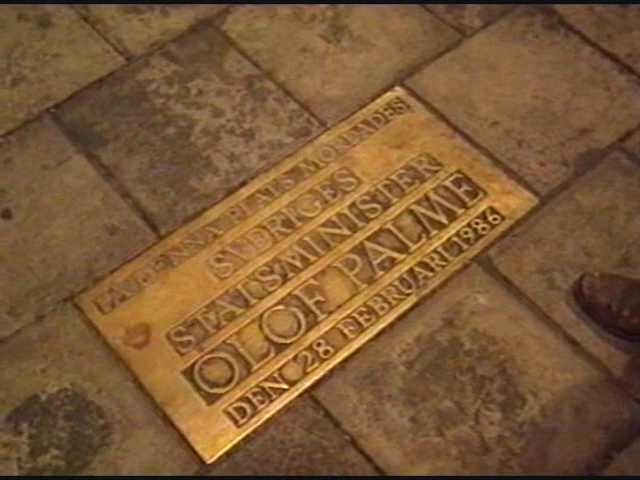 PÅ DENNA PLATS MÖRDADES
SVERIGES
STATSMINISTER
OLOF PALME
DEN 28 FEBRUARI 1986